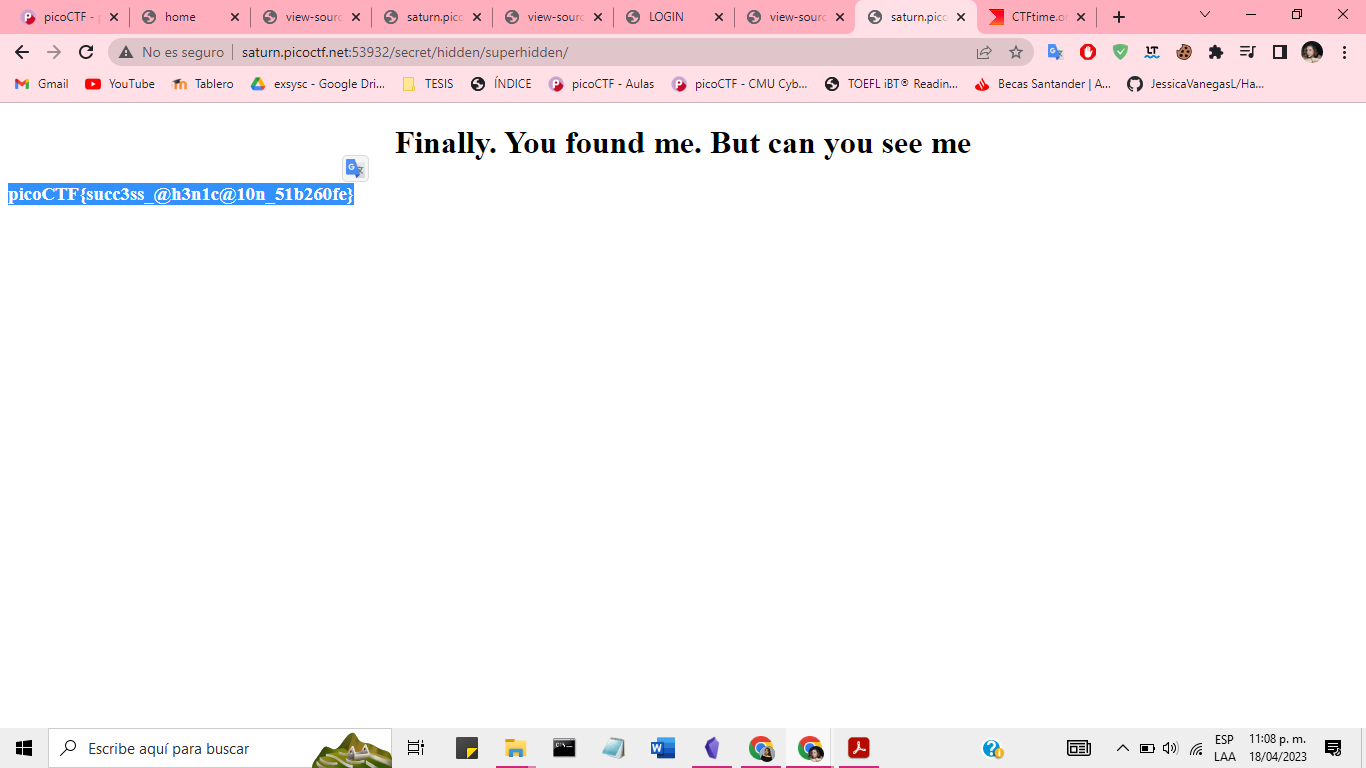 picoCTF - p
home
view-sourc
saturn.pico
view-sourc
LOGIN
view-sourc
saturn.pico
CTFtime.or
No es seguro
saturn.picoctf.net:53932/secret/hidden/superhidden/
Gmail
YouTube
Tablero
exsysc - Google Dri...
TESIS
ÍNDICE
picoCTF - Aulas
picoCTF - CMU Cyb...
TOEFL iBT® Readin...
Becas Santander | A...
JessicaVanegasL/Ha...
Finally. You found me. But can you see me
picoCTF{succ3ss_@h3n1c@10n_51b260fe}
Escribe aquí para buscar
ESP
LAA
11:08 p. m.
18/04/2023